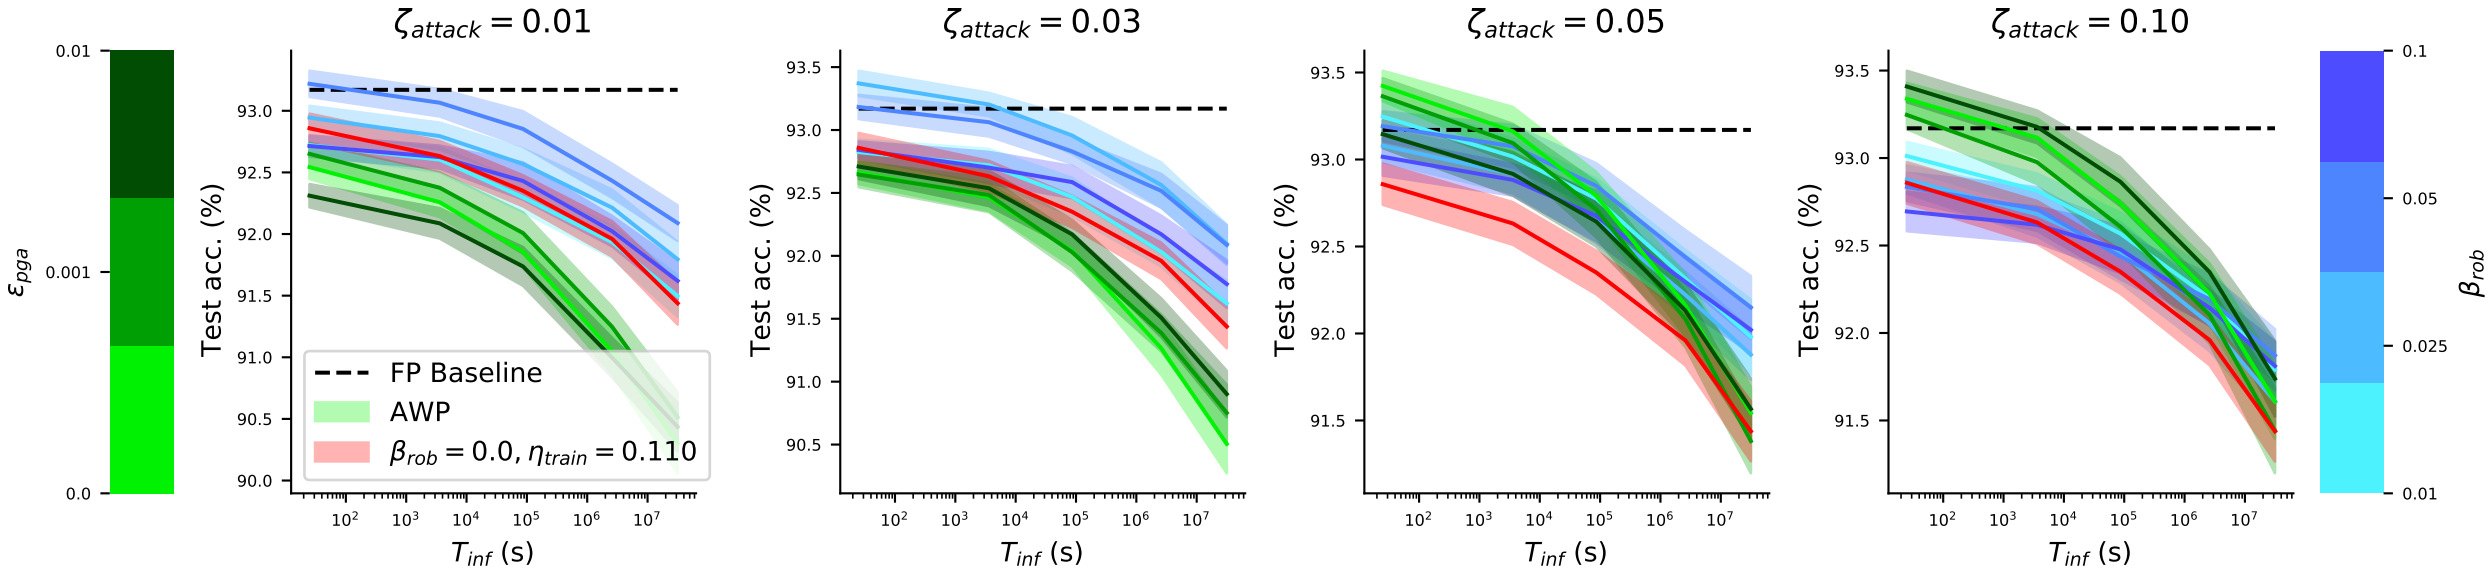 ζattack = 0.01
ζattack = 0.03
ζattack = 0.05
ζattack = 0.10
0.01
0.001
0.0
εpga
Test acc. (%)
93.0
92.5
92.0
91.5
91.0
90.5
90.0
FP Baseline
AWP
βrob = 0.0, ηtrain = 0.110
10² 10³ 10⁴ 10⁵ 10⁶ 10⁷
Tinf (s)
Test acc. (%)
93.5
93.0
92.5
92.0
91.5
91.0
90.5
10² 10³ 10⁴ 10⁵ 10⁶ 10⁷
Tinf (s)
Test acc. (%)
93.5
93.0
92.5
92.0
91.5
10² 10³ 10⁴ 10⁵ 10⁶ 10⁷
Tinf (s)
Test acc. (%)
93.5
93.0
92.5
92.0
91.5
10² 10³ 10⁴ 10⁵ 10⁶ 10⁷
Tinf (s)
0.1
0.05
0.025
0.01
βrob